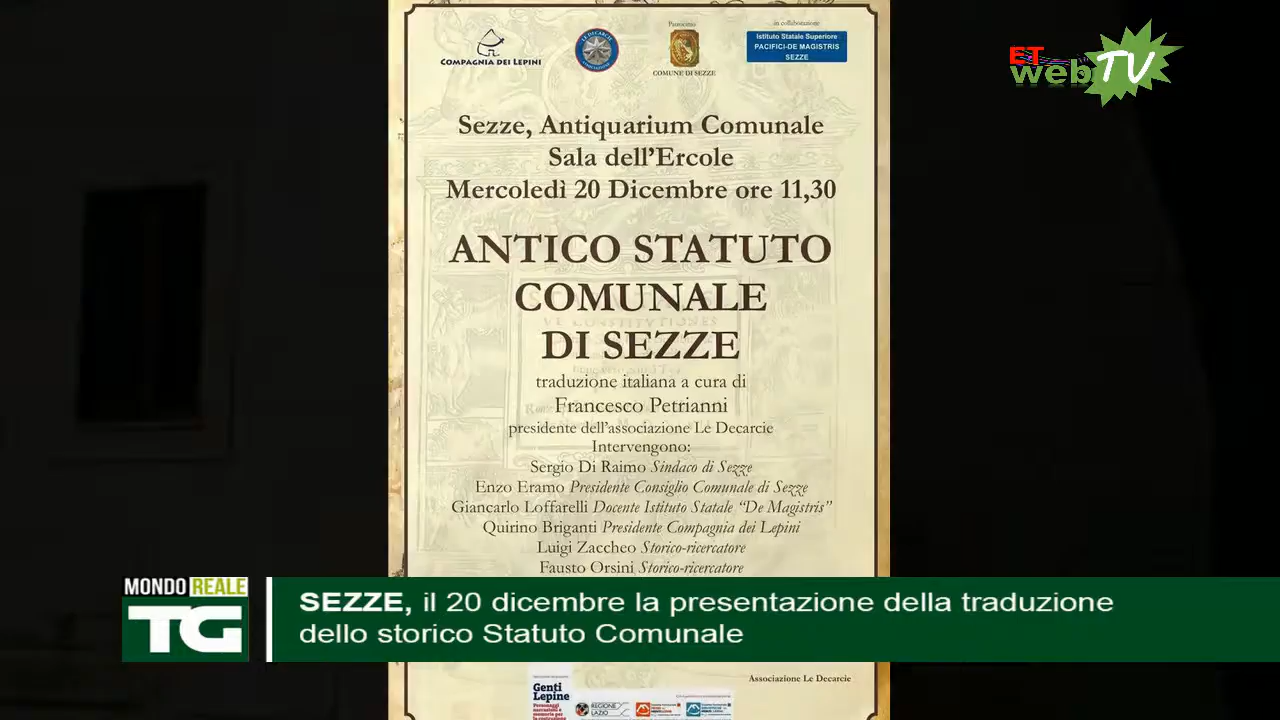 Patrocinio
in collaborazione
COMPAGNIA DEI LEPINI
LE DECARCIE
COMUNE DI SEZZE
Istituto Statale Superiore
PACIFICI-DE MAGISTRIS
SEZZE
ET
webTV
Sezze, Antiquarium Comunale
Sala dell’Ercole
Mercoledì 20 Dicembre ore 11,30
ANTICO STATUTO
COMUNALE
DI SEZZE
traduzione italiana a cura di
Francesco Petrianni
presidente dell’associazione Le Decarcie
Intervengono:
Sergio Di Raimo Sindaco di Sezze
Enzo Eramo Presidente Consiglio Comunale di Sezze
Giancarlo Loffarelli Docente Istituto Statale “De Magistris”
Quirino Briganti Presidente Compagnia dei Lepini
Luigi Zaccheo Storico-ricercatore
Fausto Orsini Storico-ricercatore
MONDO REALE
TG
SEZZE, il 20 dicembre la presentazione della traduzione
dello storico Statuto Comunale
Associazione Le Decarcie
Genti
Lepine
Personaggi
REGIONE
LAZIO